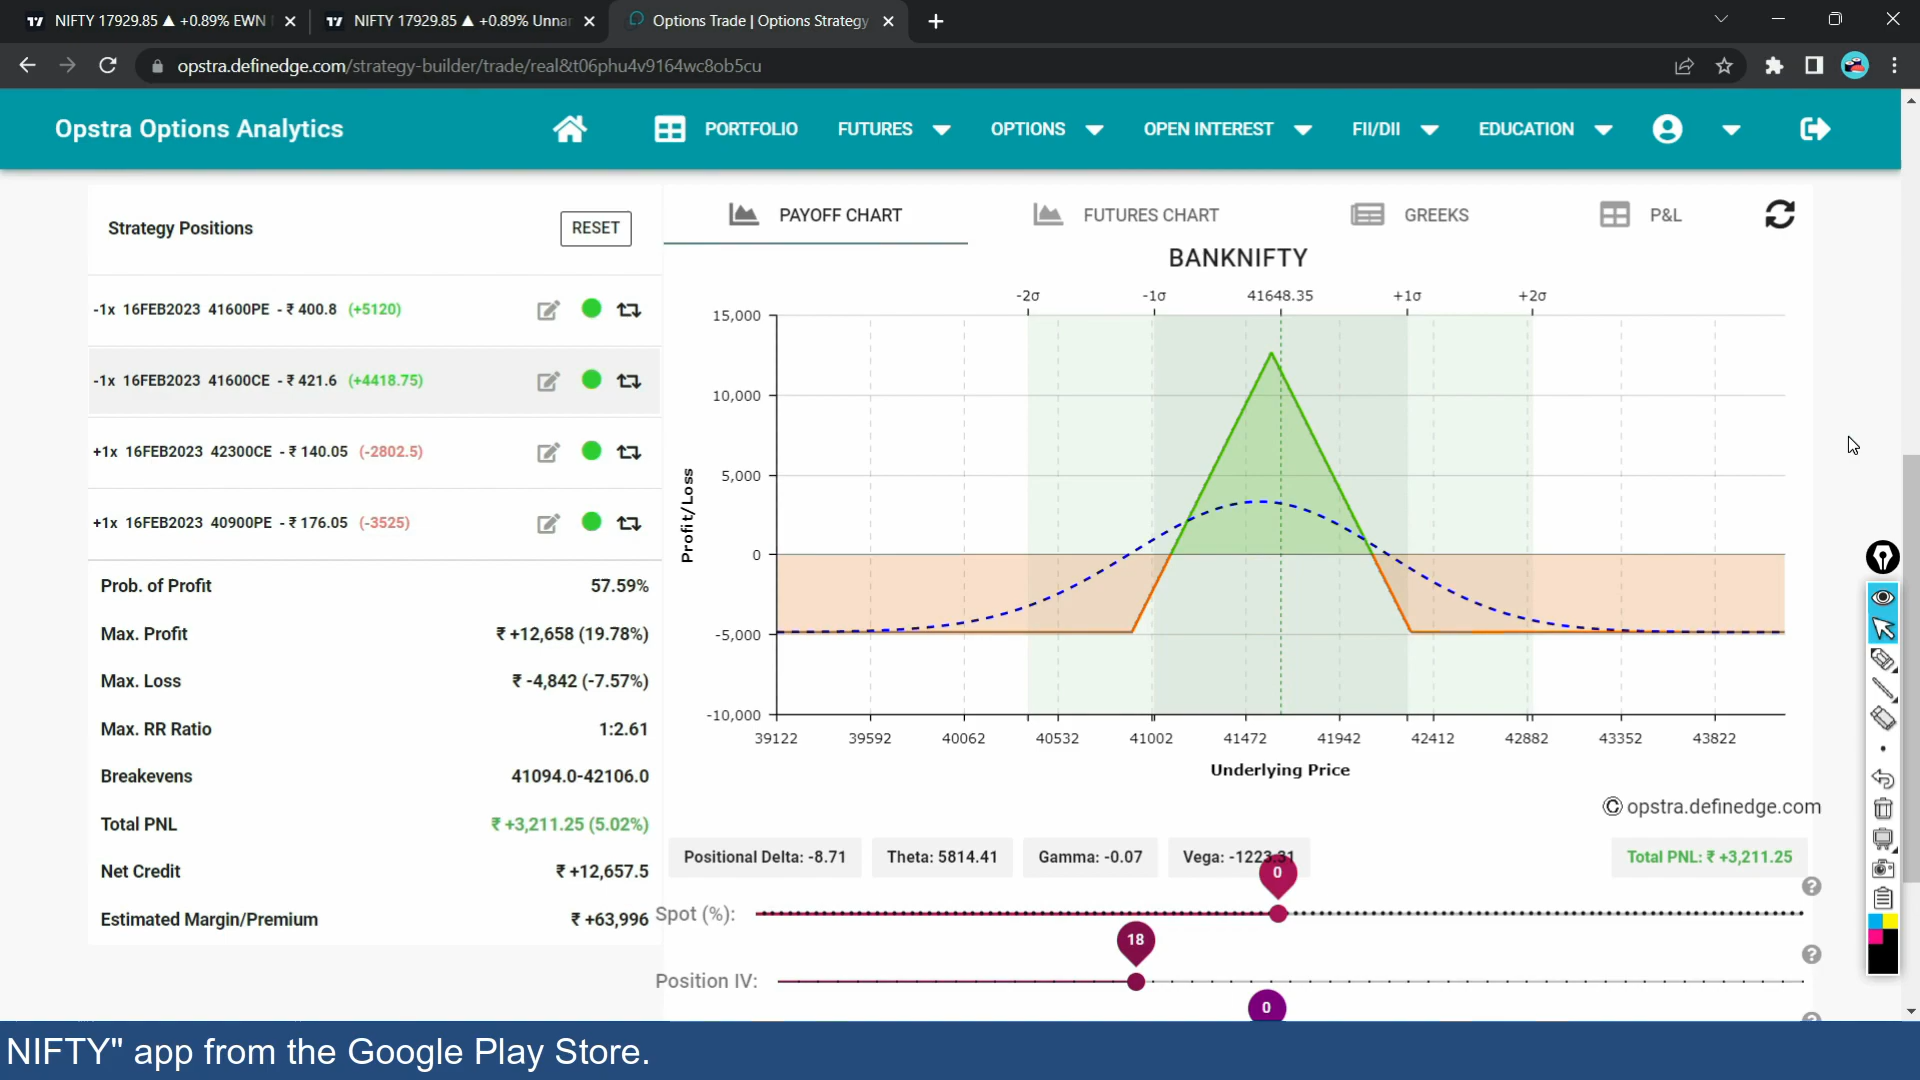 NIFTY 17929.85 ▲ +0.89% EWN
NIFTY 17929.85 ▲ +0.89% Unnar
Options Trade | Options Strategy
opstra.definedge.com/strategy-builder/trade/real&t06phu4v9164wc8ob5cu
Opstra Options Analytics
PORTFOLIO
FUTURES
OPTIONS
OPEN INTEREST
FII/DII
EDUCATION
Strategy Positions
RESET
-1x 16FEB2023 41600PE - ₹ 400.8 (+5120)
-1x 16FEB2023 41600CE - ₹ 421.6 (+4418.75)
+1x 16FEB2023 42300CE - ₹ 140.05 (-2802.5)
+1x 16FEB2023 40900PE - ₹ 176.05 (-3525)
Prob. of Profit 57.59%
Max. Profit ₹ +12,658 (19.78%)
Max. Loss ₹ -4,842 (-7.57%)
Max. RR Ratio 1:2.61
Breakevens 41094.0-42106.0
Total PNL ₹ +3,211.25 (5.02%)
Net Credit ₹ +12,657.5
Estimated Margin/Premium ₹ +63,996
PAYOFF CHART
FUTURES CHART
GREEKS
P&L
BANKNIFTY
-2σ -1σ 41648.35 +1σ +2σ
15,000
10,000
5,000
0
-5,000
-10,000
Profit/Loss
39122 39592 40062 40532 41002 41472 41942 42412 42882 43352 43822
Underlying Price
© opstra.definedge.com
Positional Delta: -8.71
Theta: 5814.41
Gamma: -0.07
Vega: -1223.31
Total PNL: ₹ +3,211.25
0
Spot (%):
18
Position IV:
0
NIFTY" app from the Google Play Store.